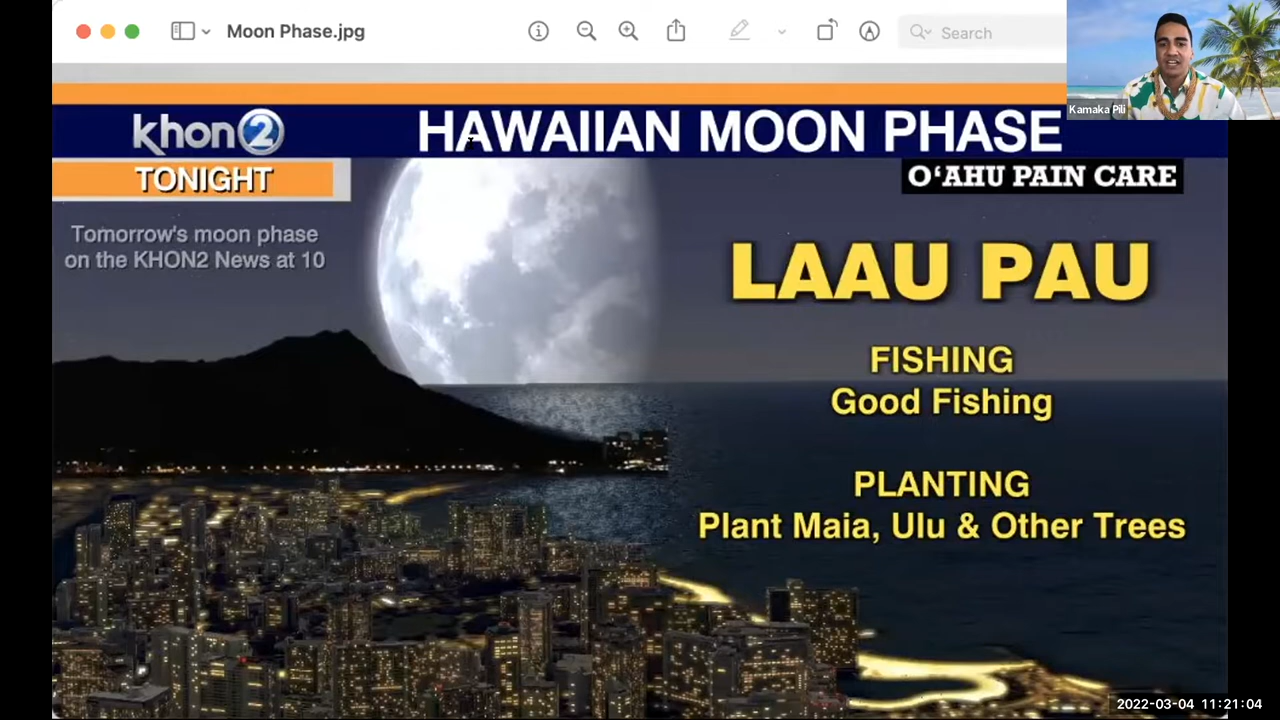 Moon Phase.jpg
Search
Kamaka Pili
khon2
HAWAIIAN MOON PHASE
TONIGHT
OʻAHU PAIN CARE
Tomorrow's moon phase
on the KHON2 News at 10
LAAU PAU
FISHING
Good Fishing
PLANTING
Plant Maia, Ulu & Other Trees
2022-03-04 11:21:04